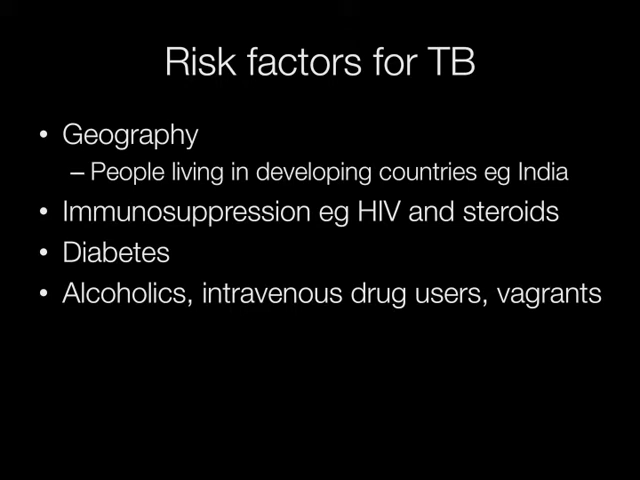 Risk factors for TB
• Geography
– People living in developing countries eg India
• Immunosuppression eg HIV and steroids
• Diabetes
• Alcoholics, intravenous drug users, vagrants